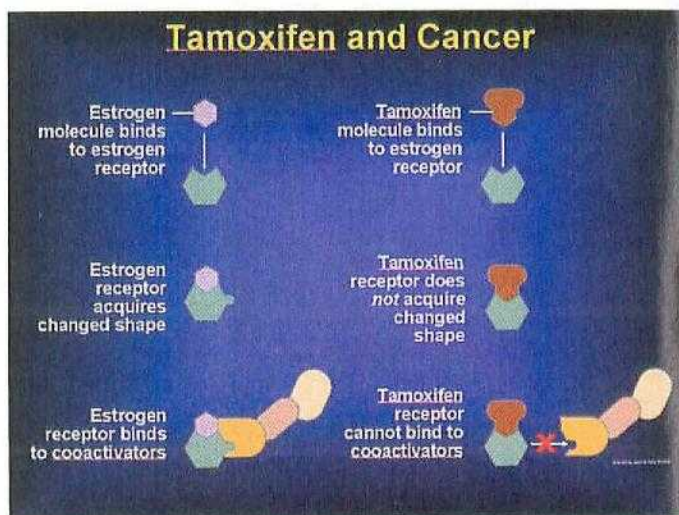 Tamoxifen and Cancer
Estrogen
molecule binds
to estrogen
receptor
Tamoxifen
molecule binds
to estrogen
receptor
Estrogen
receptor
acquires
changed shape
Tamoxifen
receptor does
not acquire
changed
shape
Estrogen
receptor binds
to cooactivators
Tamoxifen
receptor
cannot bind to
cooactivators